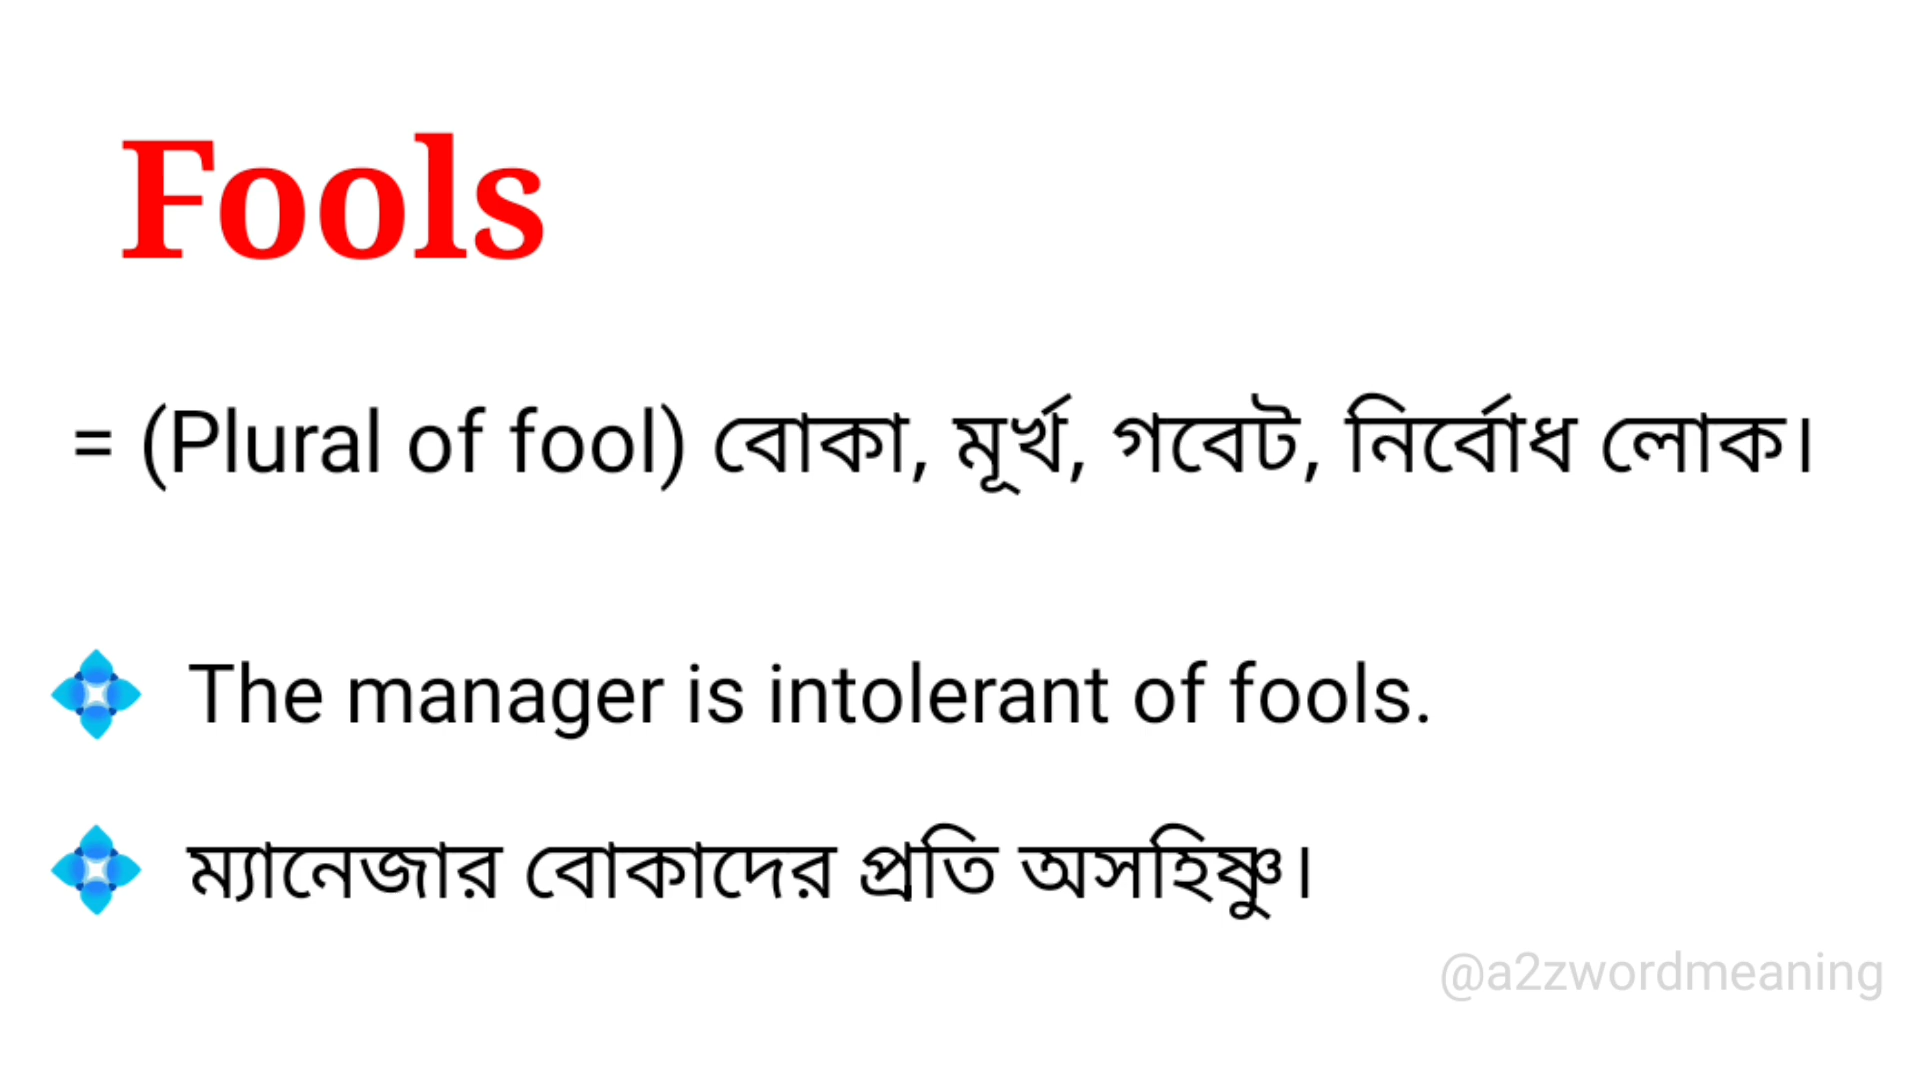 Fools
= (Plural of fool) বোকা, মূর্খ, গবেট, নির্বোধ লোক।
💠 The manager is intolerant of fools.
💠 ম্যানেজার বোকাদের প্রতি অসহিষ্ণু।
@a2zwordmeaning